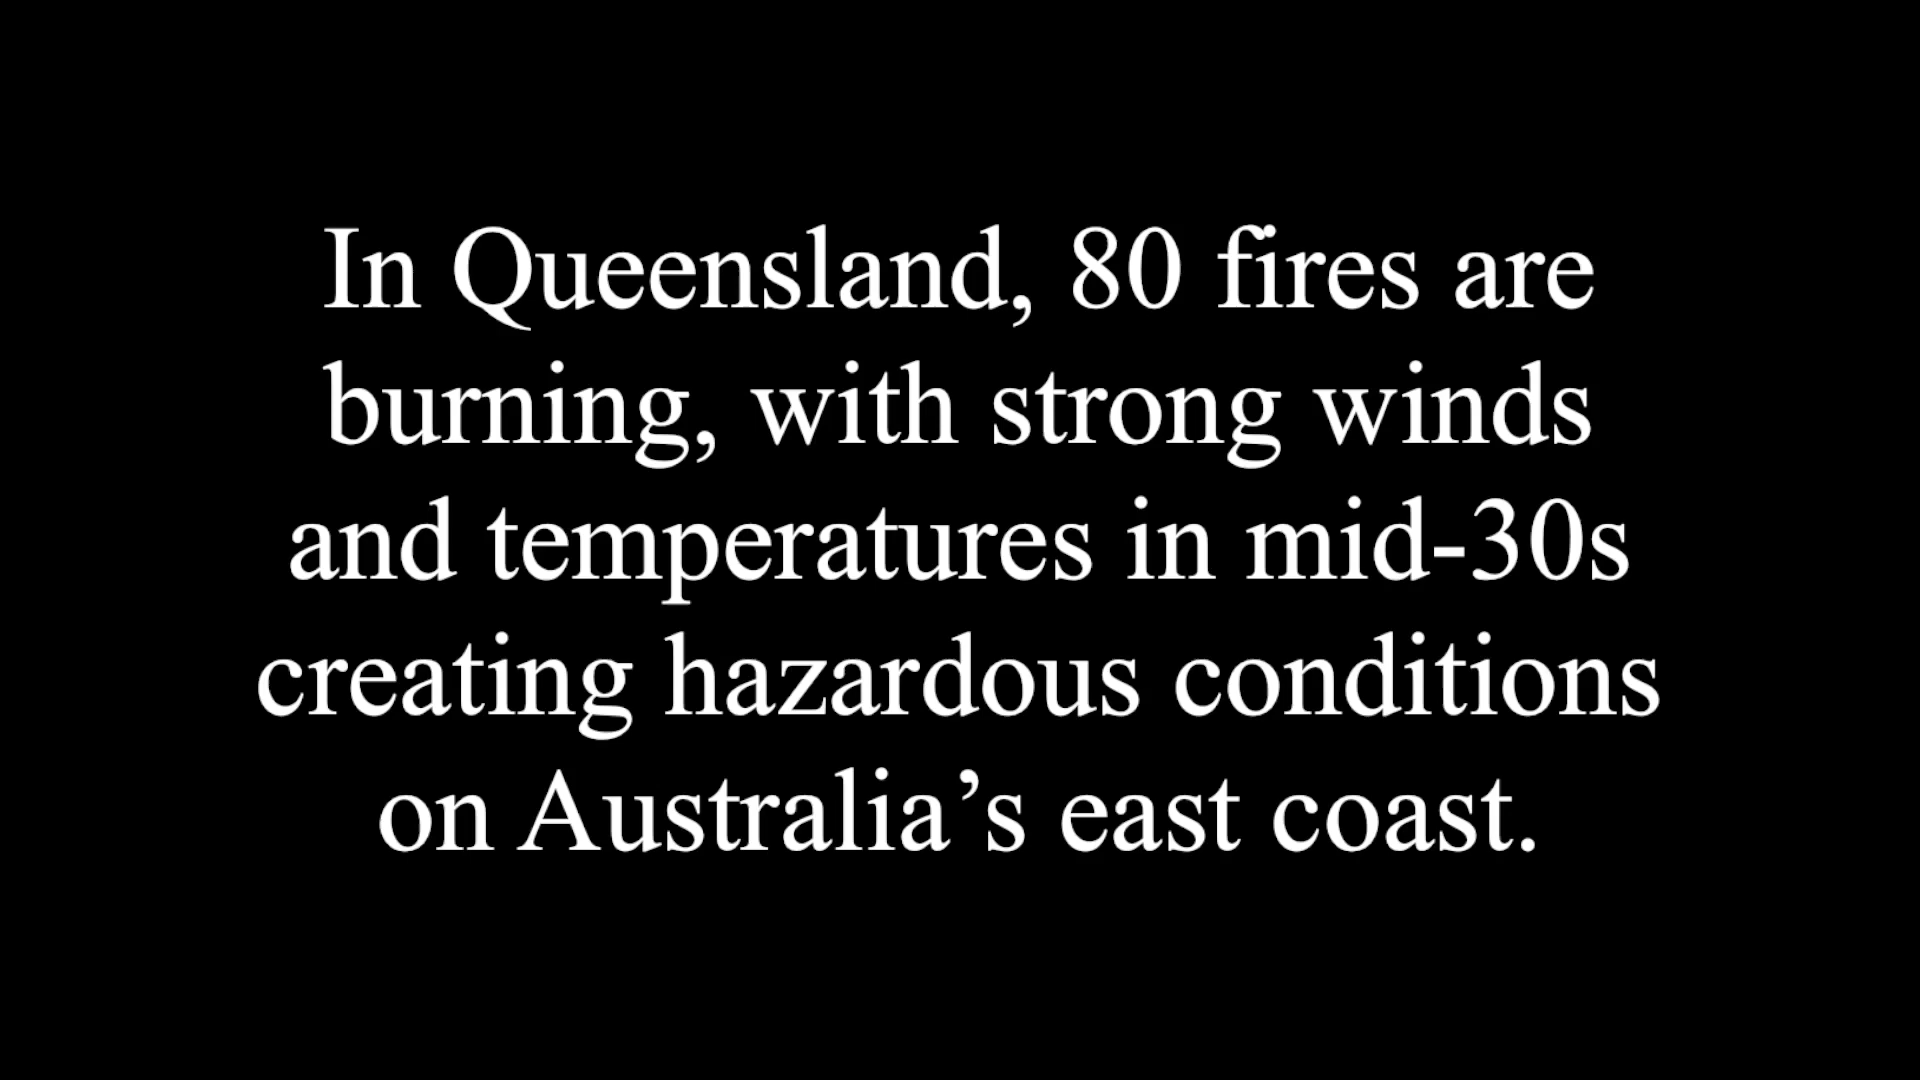 In Queensland, 80 fires are
burning, with strong winds
and temperatures in mid-30s
creating hazardous conditions
on Australia’s east coast.